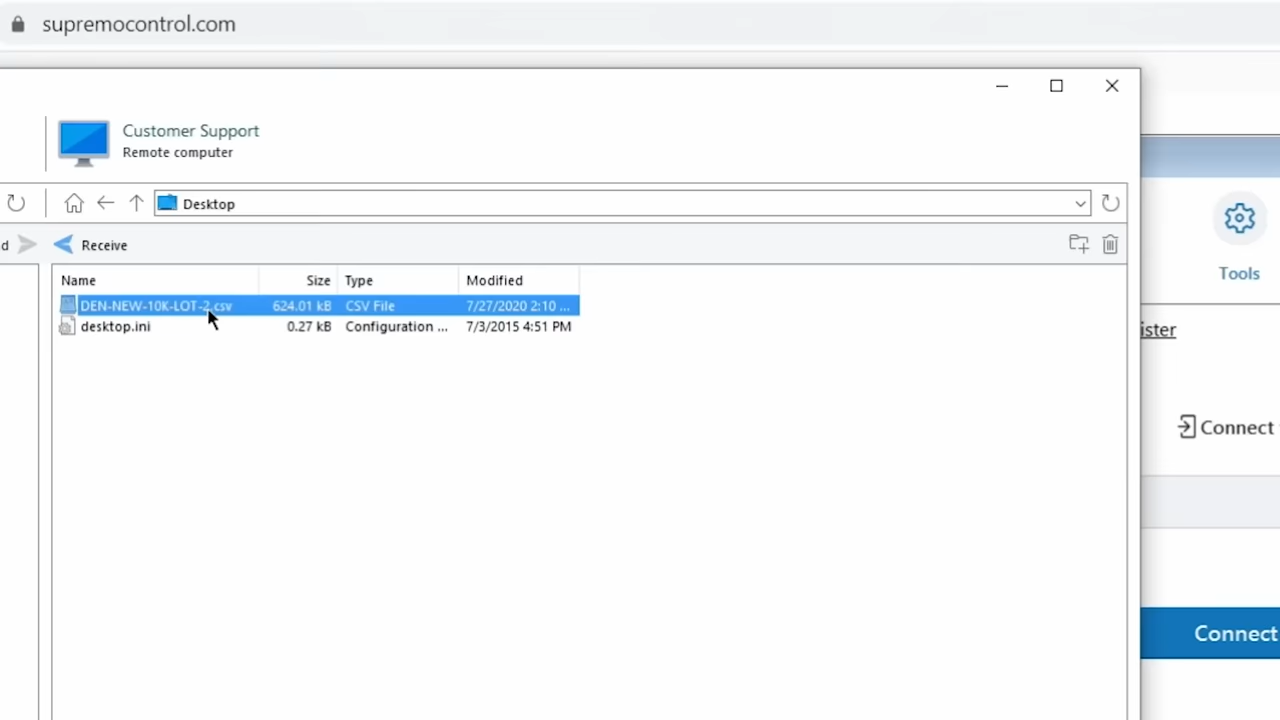 supremocontrol.com
Customer Support
Remote computer
Desktop
d
Receive
Name Size Type Modified
DEN-NEW-10K-LOT-2.csv 624.01 kB CSV File 7/27/2020 2:10 ...
desktop.ini 0.27 kB Configuration ... 7/3/2015 4:51 PM
Tools
ister
Connect
Connect